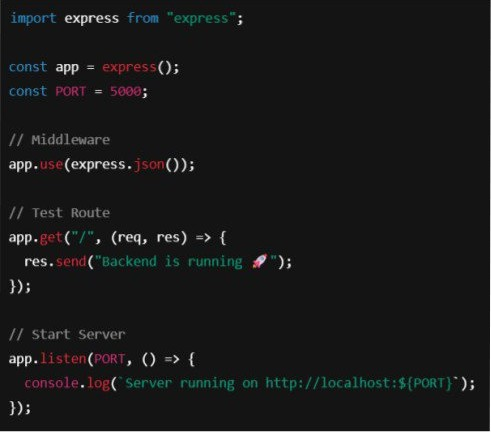 import express from "express";
const app = express();
const PORT = 5000;
// Middleware
app.use(express.json());
// Test Route
app.get("/", (req, res) => {
  res.send("Backend is running 🚀");
});
// Start Server
app.listen(PORT, () => {
  console.log(`Server running on http://localhost:${PORT}`);
});